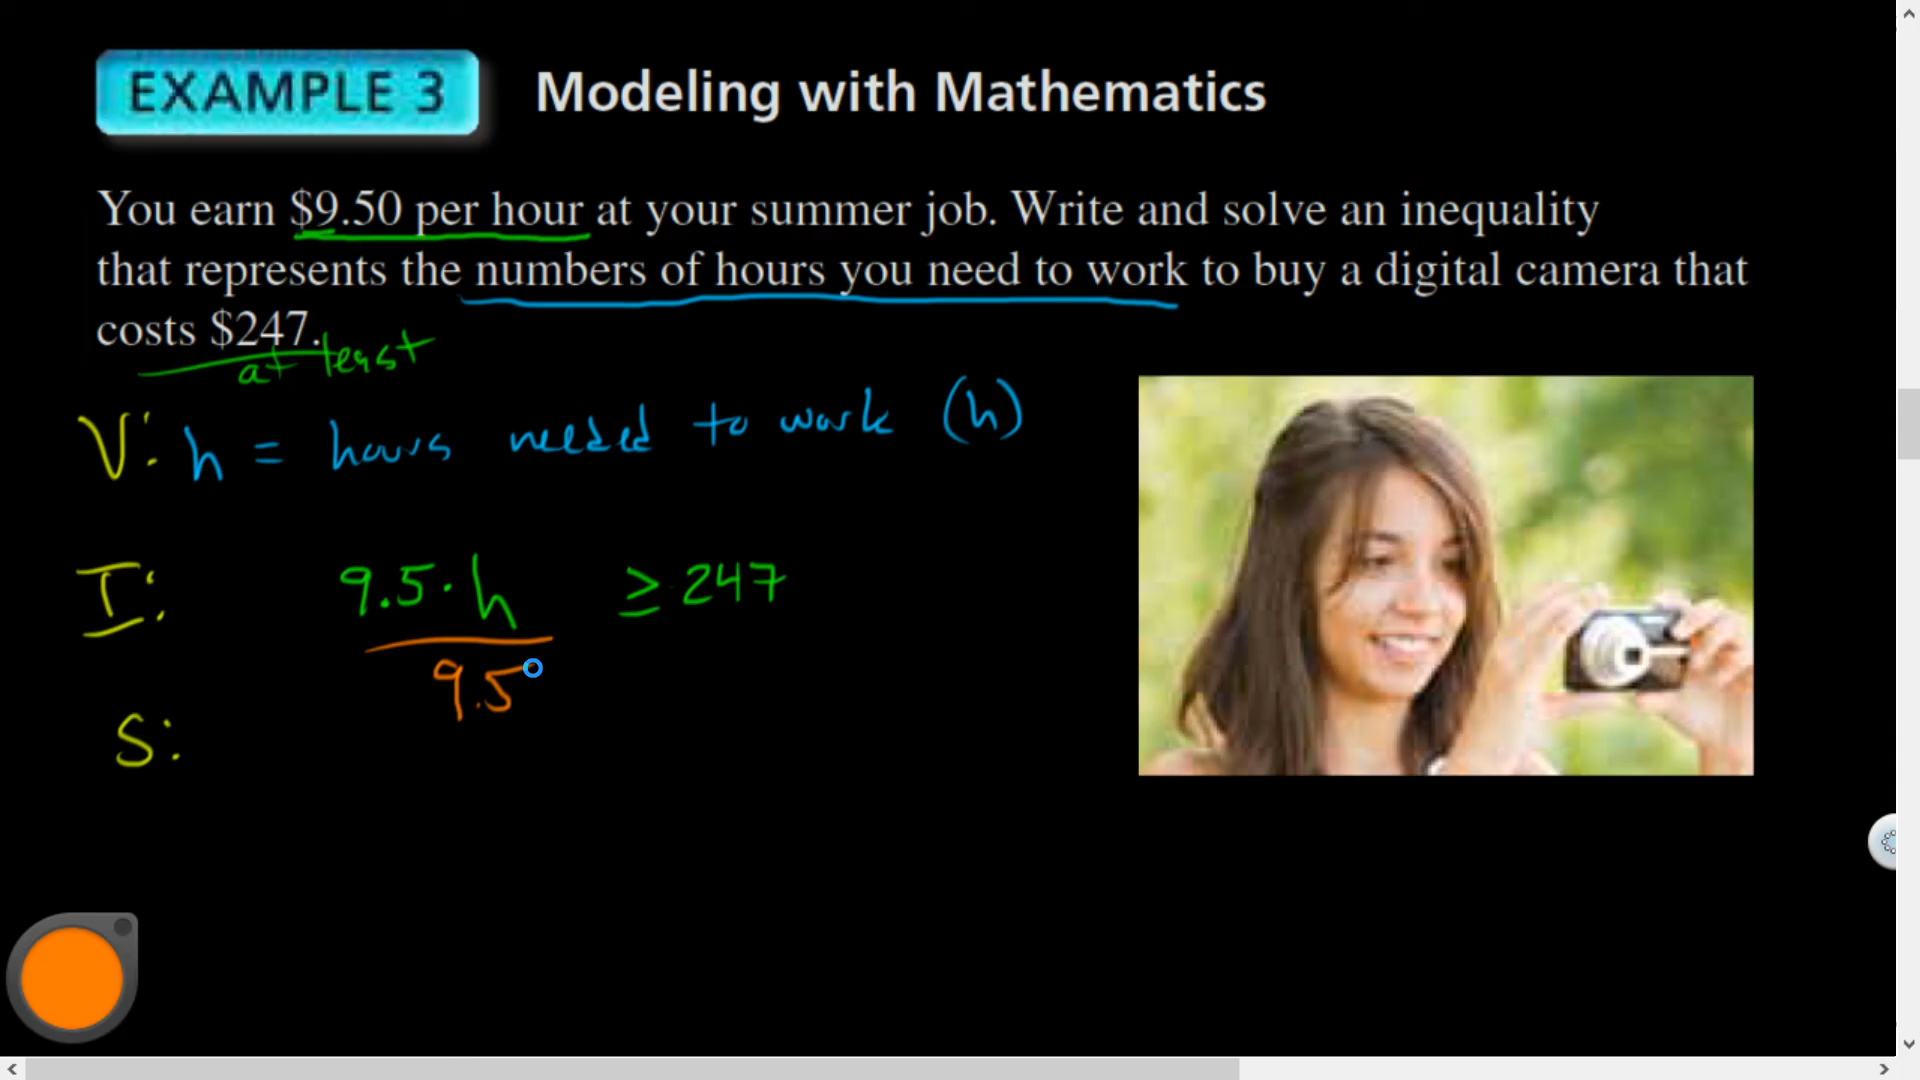 EXAMPLE 3 Modeling with Mathematics
You earn $9.50 per hour at your summer job. Write and solve an inequality
that represents the numbers of hours you need to work to buy a digital camera that
costs $247.
at least
V: h = hours needed to work (h)
I: 9.5 · h ≥ 247
9.5
S: